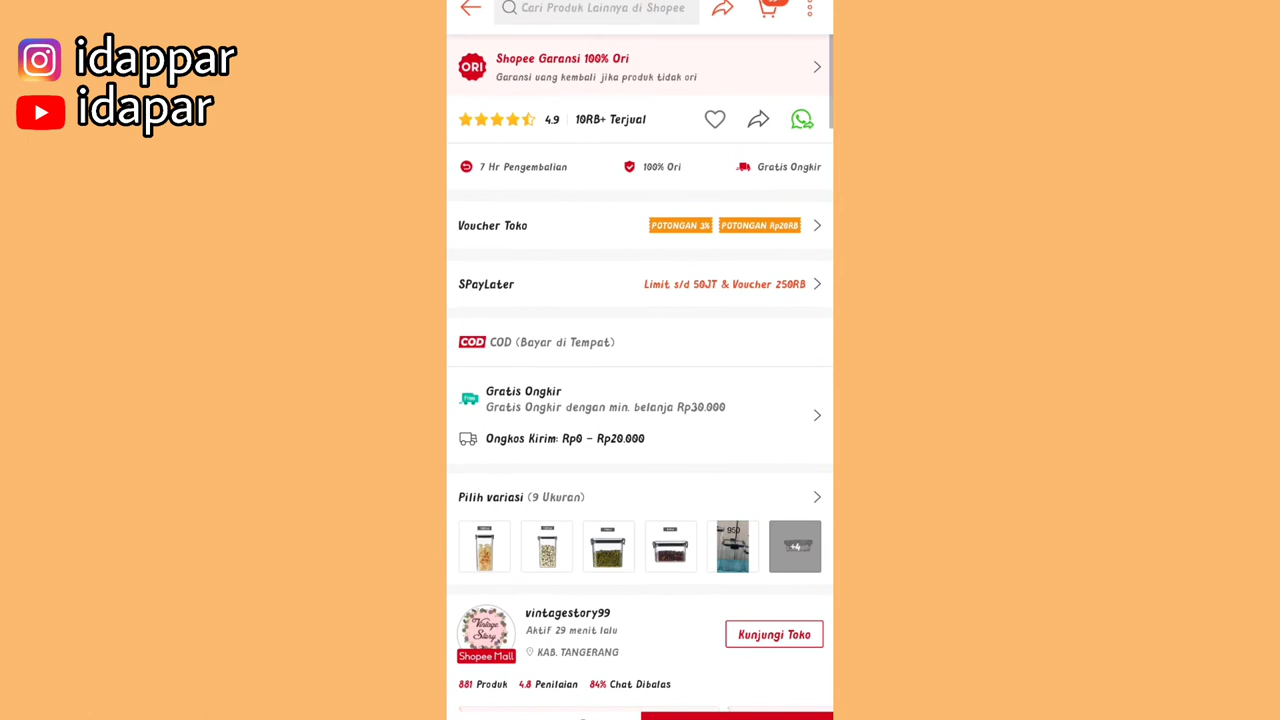 idappar
idapar
Cari Produk Lainnya di Shopee
ORI
Shopee Garansi 100% Ori
Garansi uang kembali jika produk tidak ori
4.9
10RB+ Terjual
7 Hr Pengembalian
100% Ori
Gratis Ongkir
Voucher Toko
POTONGAN 3%
POTONGAN Rp20RB
SPayLater
Limit s/d 50JT & Voucher 250RB
COD
COD (Bayar di Tempat)
Gratis Ongkir
Gratis Ongkir dengan min. belanja Rp30.000
Ongkos Kirim: Rp0 – Rp20.000
Pilih variasi (9 Ukuran)
950
+4
Vintage
Story
Shopee Mall
vintagestory99
Aktif 29 menit lalu
KAB. TANGERANG
Kunjungi Toko
881 Produk
4.8 Penilaian
84% Chat Dibalas